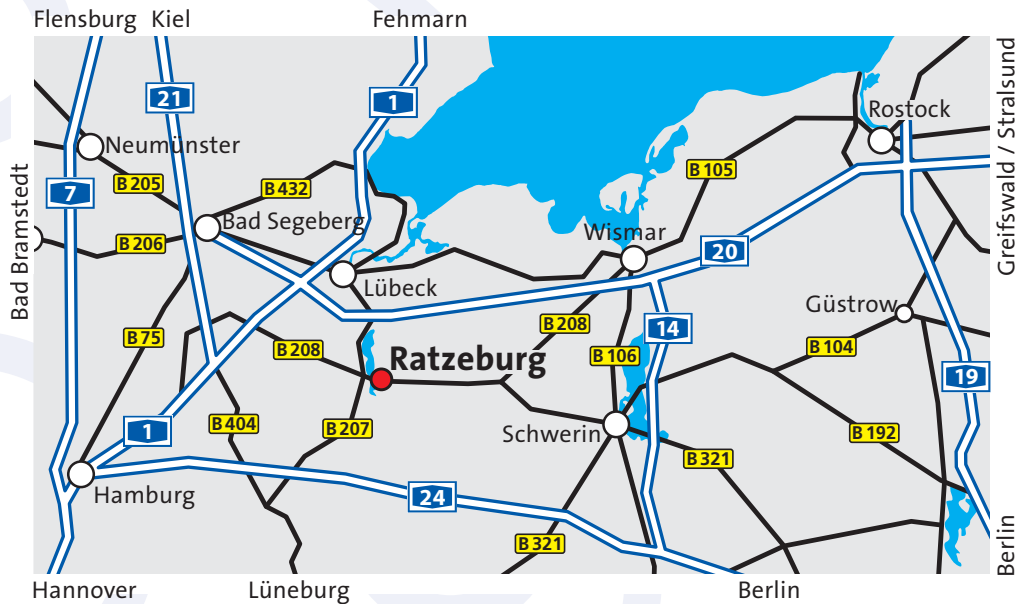 Flensburg
Kiel
Fehmarn
21
1
Rostock
Neumünster
B 105
B 205
B 432
7
Bad Segeberg
Wismar
B 206
20
Lübeck
Güstrow
B 75
B 208
B 208
14
B 104
Ratzeburg
B 106
19
B 404
B 207
1
Schwerin
B 192
B 321
Hamburg
24
B 321
Hannover
Lüneburg
Berlin
Bad Bramstedt
Greifswald / Stralsund
Berlin